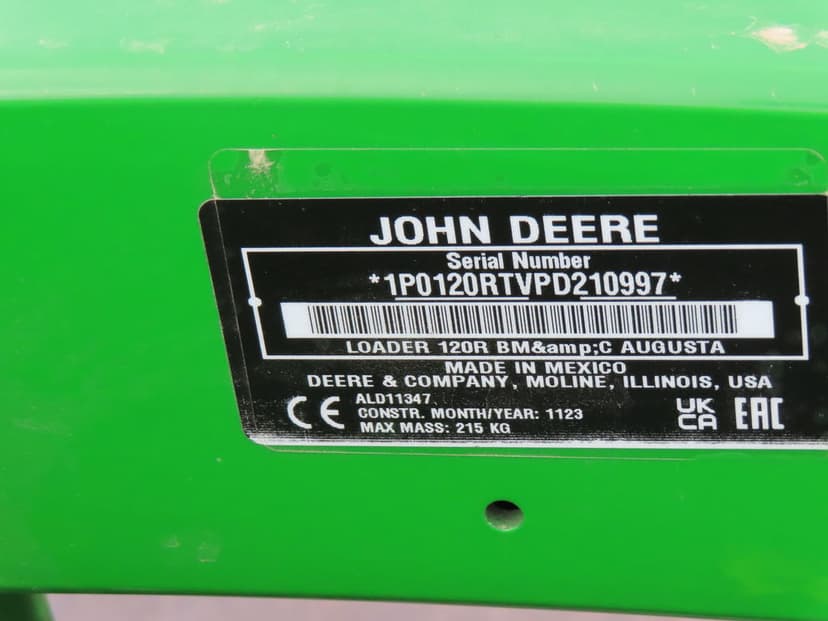 JOHN DEERE
Serial Number
*1P0120RTVPD210997*
LOADER 120R BM&amp;C AUGUSTA
MADE IN MEXICO
DEERE & COMPANY, MOLINE, ILLINOIS, USA
ALD11347
CONSTR. MONTH/YEAR: 1123
MAX MASS: 215 KG
CE
UK
CA
EAC